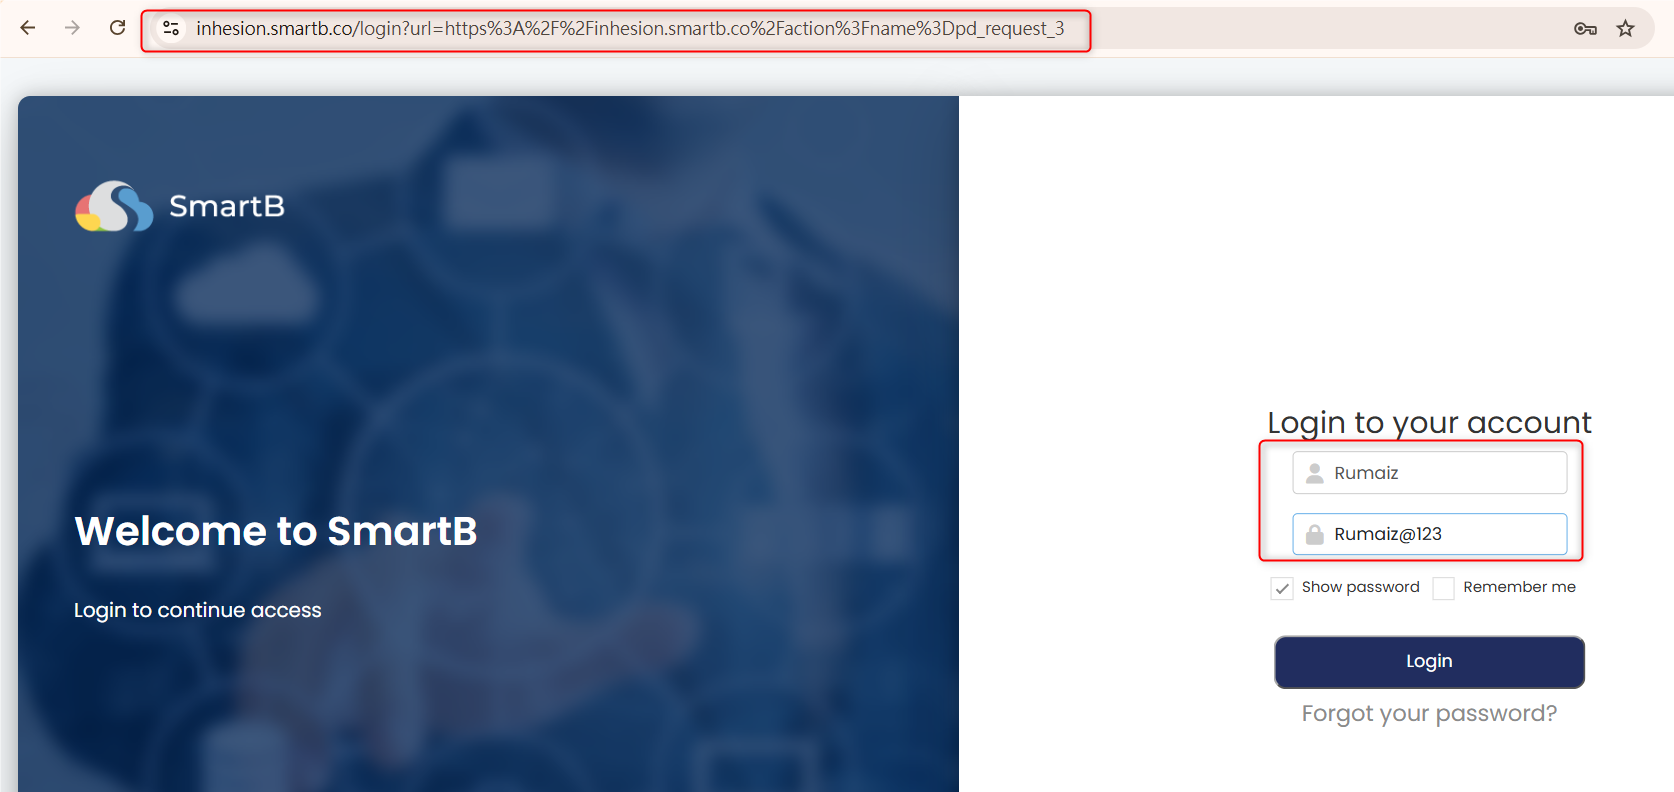 inhesion.smartb.co/login?url=https%3A%2F%2Finhesion.smartb.co%2Faction%3Fname%3Dpd_request_3
SmartB
Welcome to SmartB
Login to continue access
Login to your account
Rumaiz
Rumaiz@123
Show password Remember me
Login
Forgot your password?